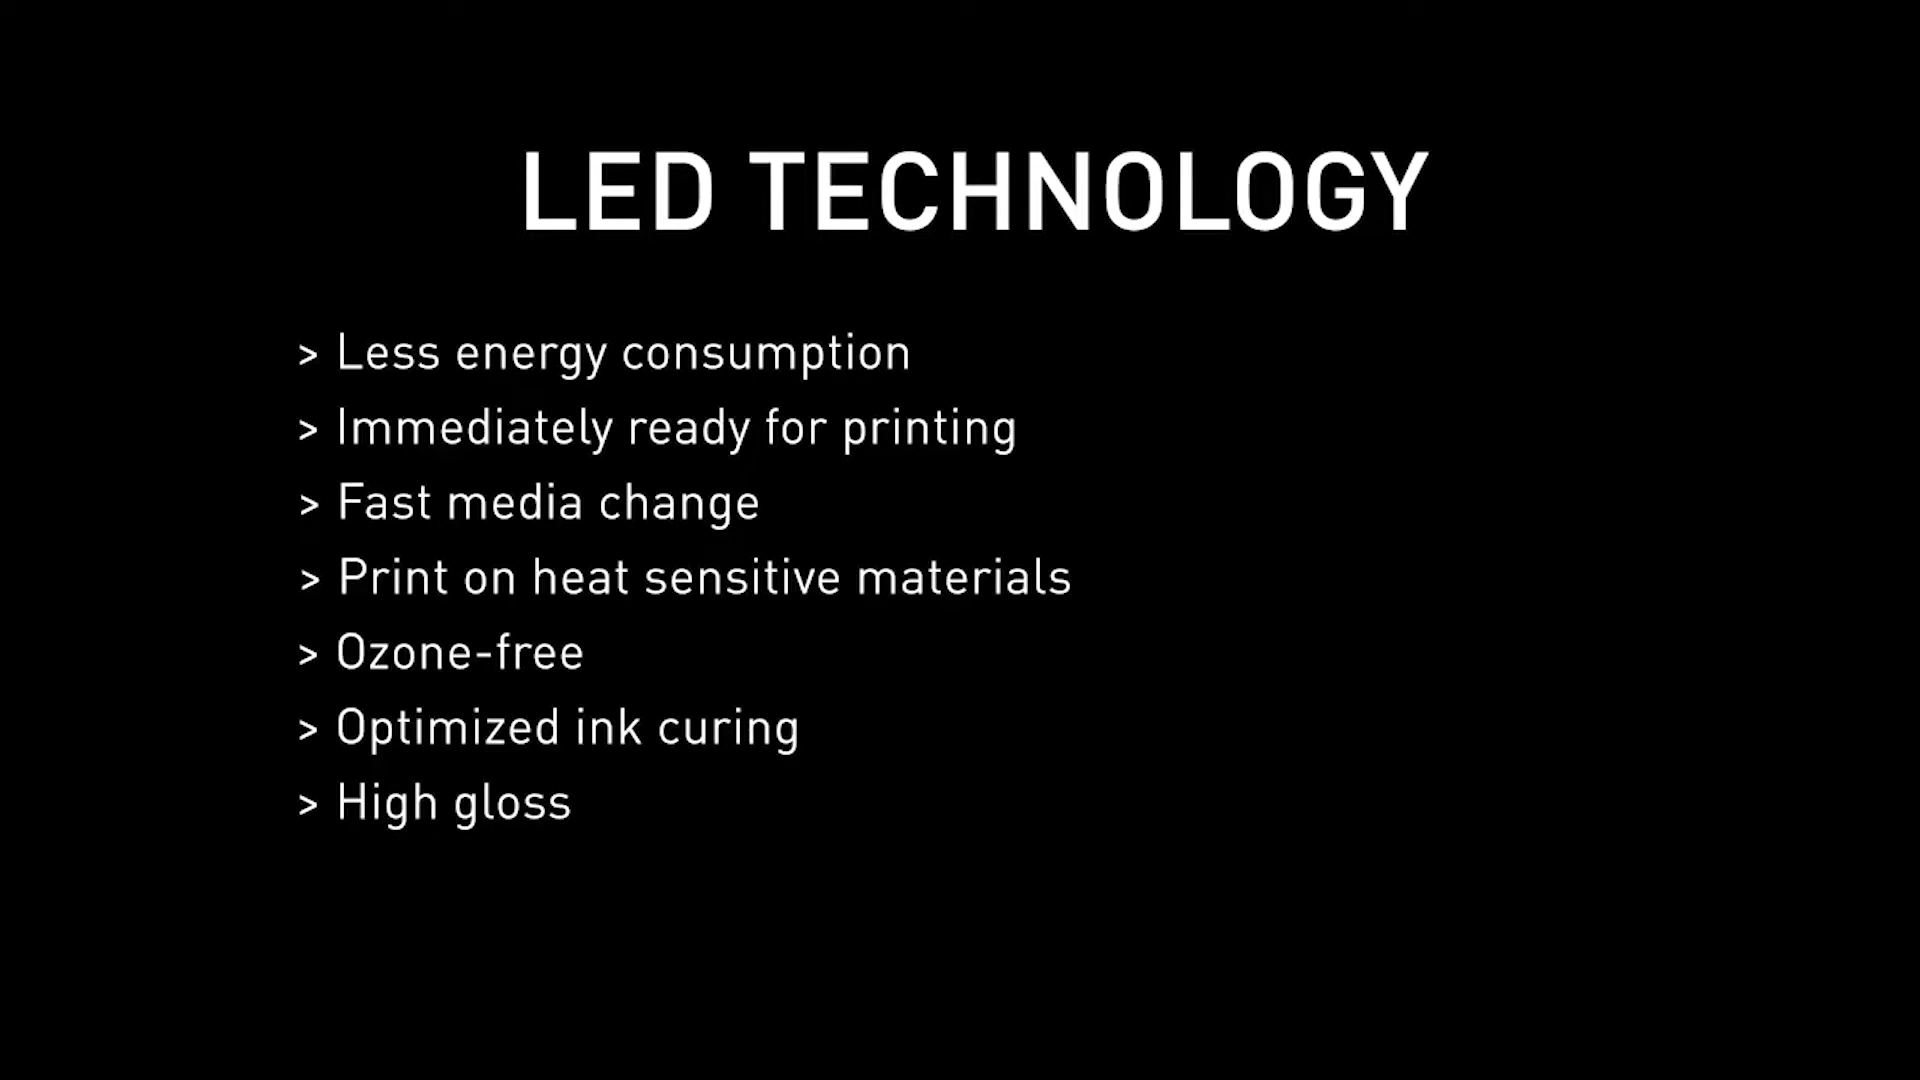 LED TECHNOLOGY
> Less energy consumption
> Immediately ready for printing
> Fast media change
> Print on heat sensitive materials
> Ozone-free
> Optimized ink curing
> High gloss